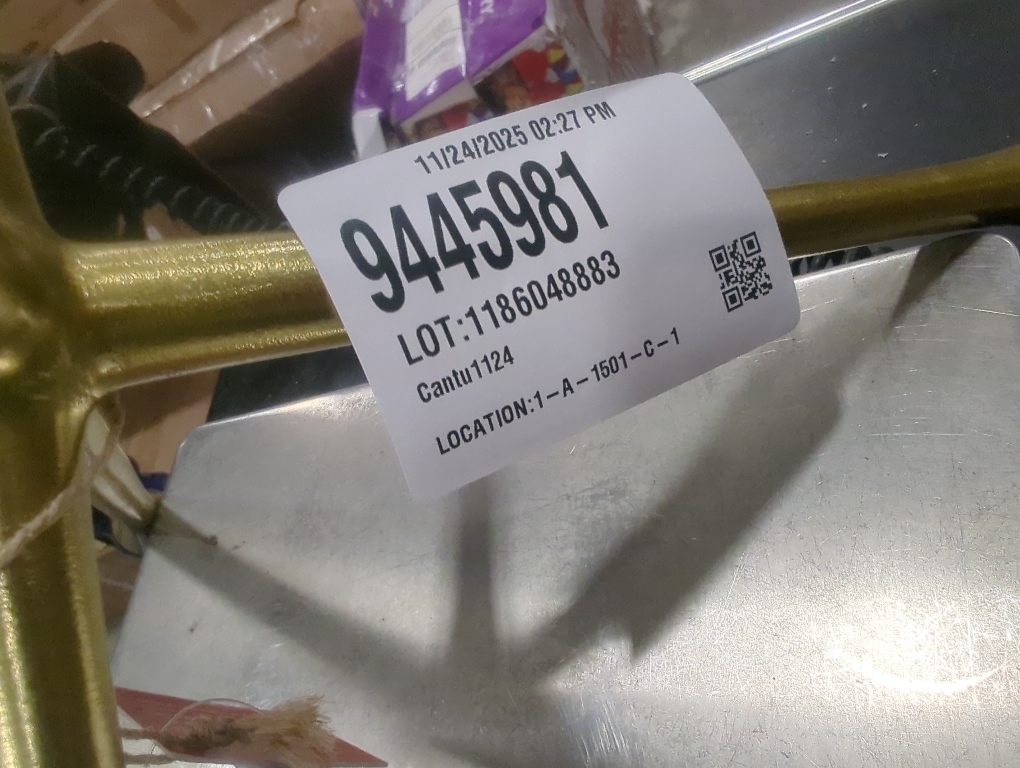 11/24/2025 02:27 PM
9445981
LOT:1186048883
Cantu1124
LOCATION:1-A-1501-C-1